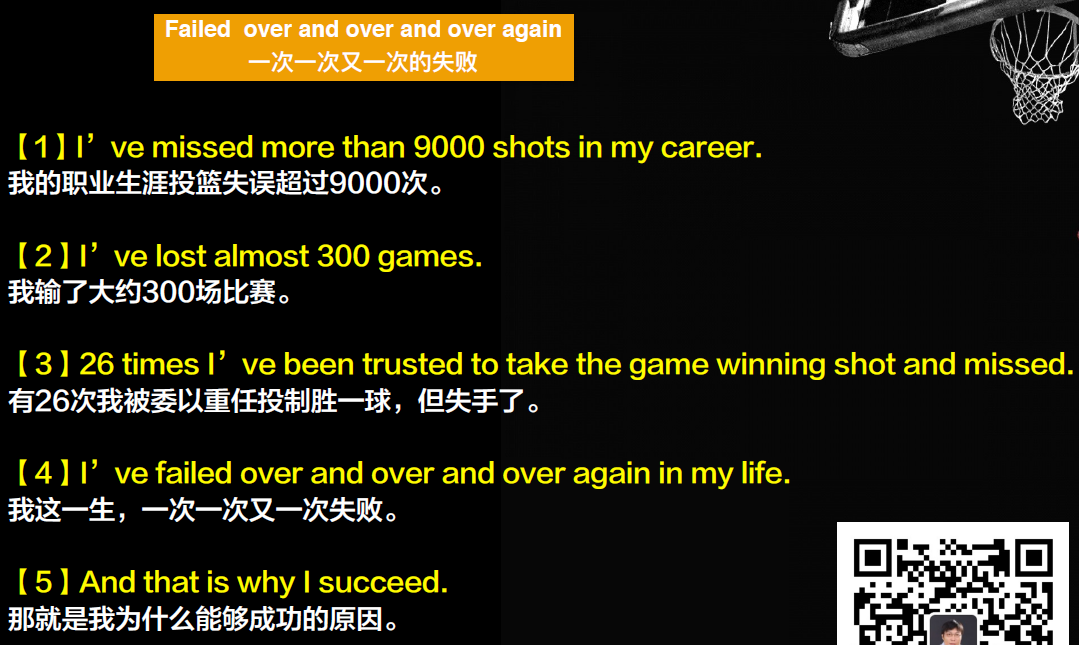 Failed  over and over and over again
一次一次又一次的失败
【1】I’ve missed more than 9000 shots in my career.
我的职业生涯投篮失误超过9000次。
【2】I’ve lost almost 300 games.
我输了大约300场比赛。
【3】26 times I’ve been trusted to take the game winning shot and missed.
有26次我被委以重任投制胜一球，但失手了。
【4】I’ve failed over and over and over again in my life.
我这一生，一次一次又一次失败。
【5】And that is why I succeed.
那就是我为什么能够成功的原因。